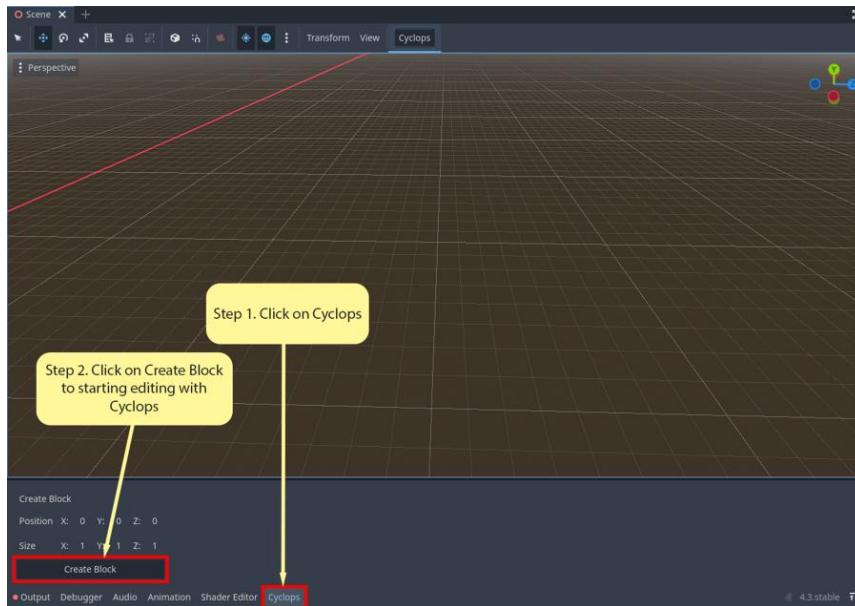 Scene
Transform View Cyclops
Perspective
Y
Z
Step 1. Click on Cyclops
Step 2. Click on Create Block
to starting editing with
Cyclops
Create Block
Position X: 0 Y: 0 Z: 0
Size X: 1 Y: 1 Z: 1
Create Block
Output Debugger Audio Animation Shader Editor Cyclops
4.3.stable